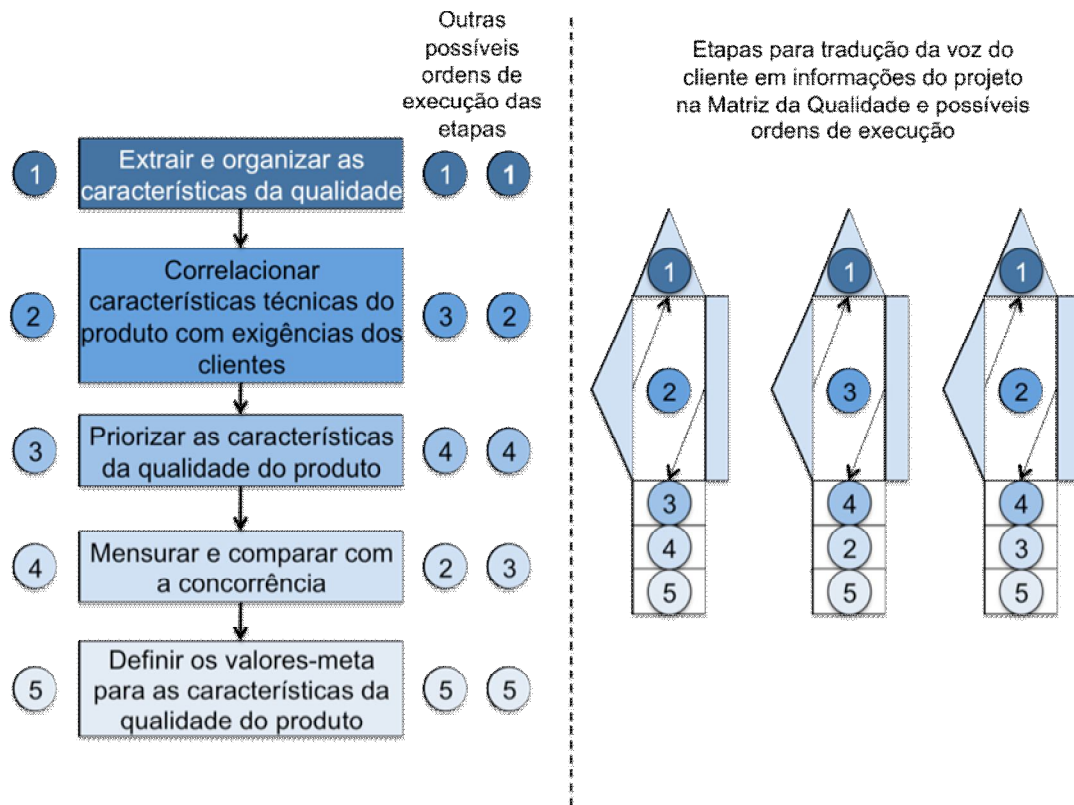 Outras
possíveis
ordens de
execução das
etapas
1
Extrair e organizar as
características da qualidade
1
1
2
Correlacionar
características técnicas do
produto com exigências dos
clientes
3
2
3
Priorizar as características
da qualidade do produto
4
4
4
Mensurar e comparar com
a concorrência
2
3
5
Definir os valores-meta
para as características da
qualidade do produto
5
5
Etapas para tradução da voz do
cliente em informações do projeto
na Matriz da Qualidade e possíveis
ordens de execução
1
2
3
4
5
1
3
4
2
5
1
2
4
3
5